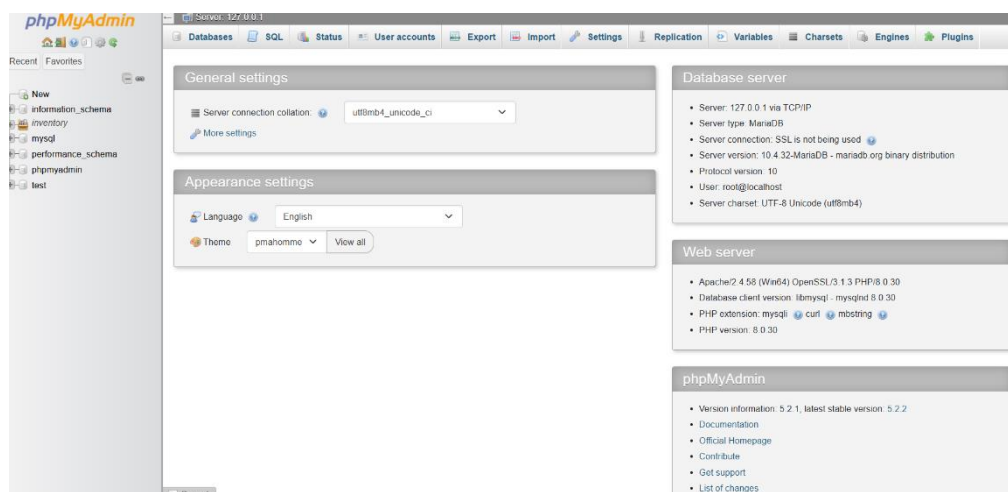 phpMyAdmin
Recent Favorites
New
information_schema
inventory
mysql
performance_schema
phpmyadmin
test
Server: 127.0.0.1
Databases SQL Status User accounts Export Import Settings Replication Variables Charsets Engines Plugins
General settings
Server connection collation: utf8mb4_unicode_ci
More settings
Appearance settings
Language English
Theme pmahomme View all
Database server
Server: 127.0.0.1 via TCP/IP
Server type: MariaDB
Server connection: SSL is not being used
Server version: 10.4.32-MariaDB - mariadb.org binary distribution
Protocol version: 10
User: root@localhost
Server charset: UTF-8 Unicode (utf8mb4)
Web server
Apache/2.4.58 (Win64) OpenSSL/3.1.3 PHP/8.0.30
Database client version: libmysql - mysqlnd 8.0.30
PHP extension: mysqli curl mbstring
PHP version: 8.0.30
phpMyAdmin
Version information: 5.2.1, latest stable version: 5.2.2
Documentation
Official Homepage
Contribute
Get support
List of changes